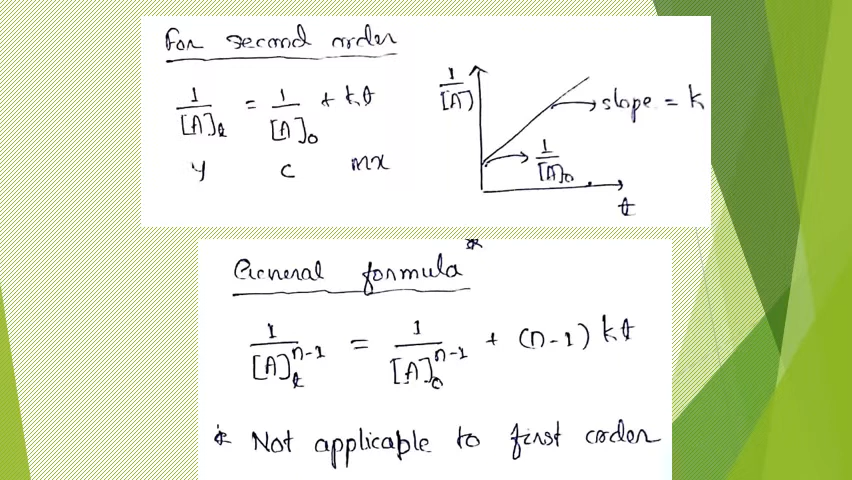 For second order
1/[A]t = 1/[A]0 + kt
y c mx
1/[A]
slope = k
1/[A]0
t
General formula *
1/[A]t^n-1 = 1/[A]0^n-1 + (n-1) kt
* Not applicable to first order